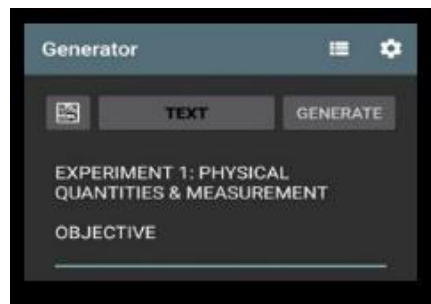 Generator
TEXT GENERATE
EXPERIMENT 1: PHYSICAL
QUANTITIES & MEASUREMENT
OBJECTIVE